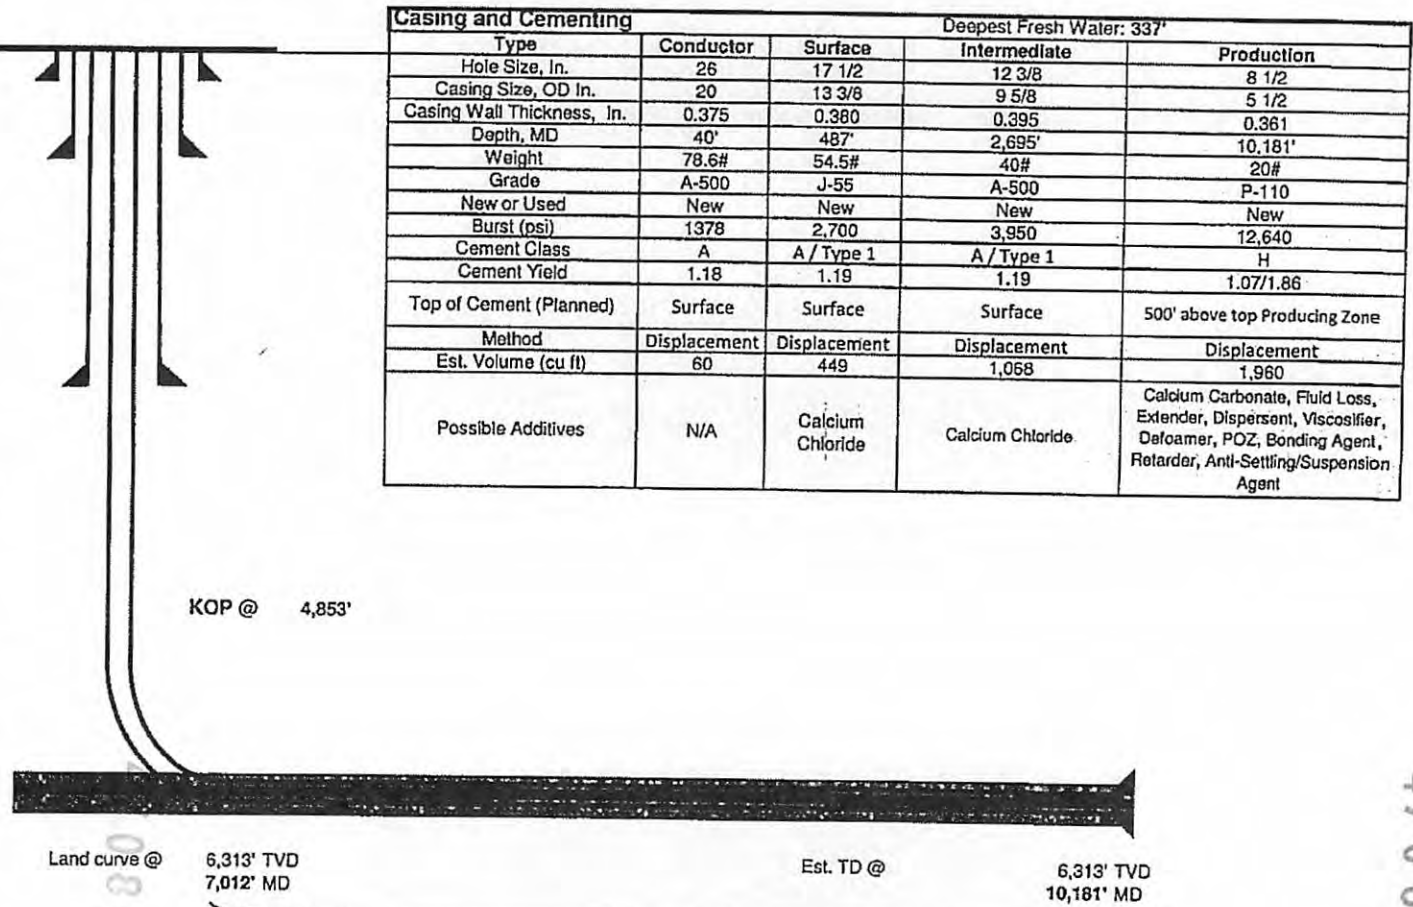 Casing and Cementing Deepest Fresh Water: 337'
Type Conductor Surface Intermediate Production
Hole Size, In. 26 17 1/2 12 3/8 8 1/2
Casing Size, OD In. 20 13 3/8 9 5/8 5 1/2
Casing Wall Thickness, In. 0.375 0.380 0.395 0.361
Depth, MD 40' 487' 2,695' 10,181'
Weight 78.6# 54.5# 40# 20#
Grade A-500 J-55 A-500 P-110
New or Used New New New New
Burst (psi) 1378 2,700 3,950 12,640
Cement Class A A / Type 1 A / Type 1 H
Cement Yield 1.18 1.19 1.19 1.07/1.86
Top of Cement (Planned) Surface Surface Surface 500' above top Producing Zone
Method Displacement Displacement Displacement Displacement
Est. Volume (cu ft) 60 449 1,068 1,960
Possible Additives N/A Calcium Chloride Calcium Chloride Calcium Carbonate, Fluid Loss,
Extender, Dispersent, Viscosifier,
Defoamer, POZ, Bonding Agent,
Retarder, Anti-Settling/Suspension
Agent
KOP @ 4,853'
Land curve @ 6,313' TVD
7,012' MD
Est. TD @ 6,313' TVD
10,181' MD